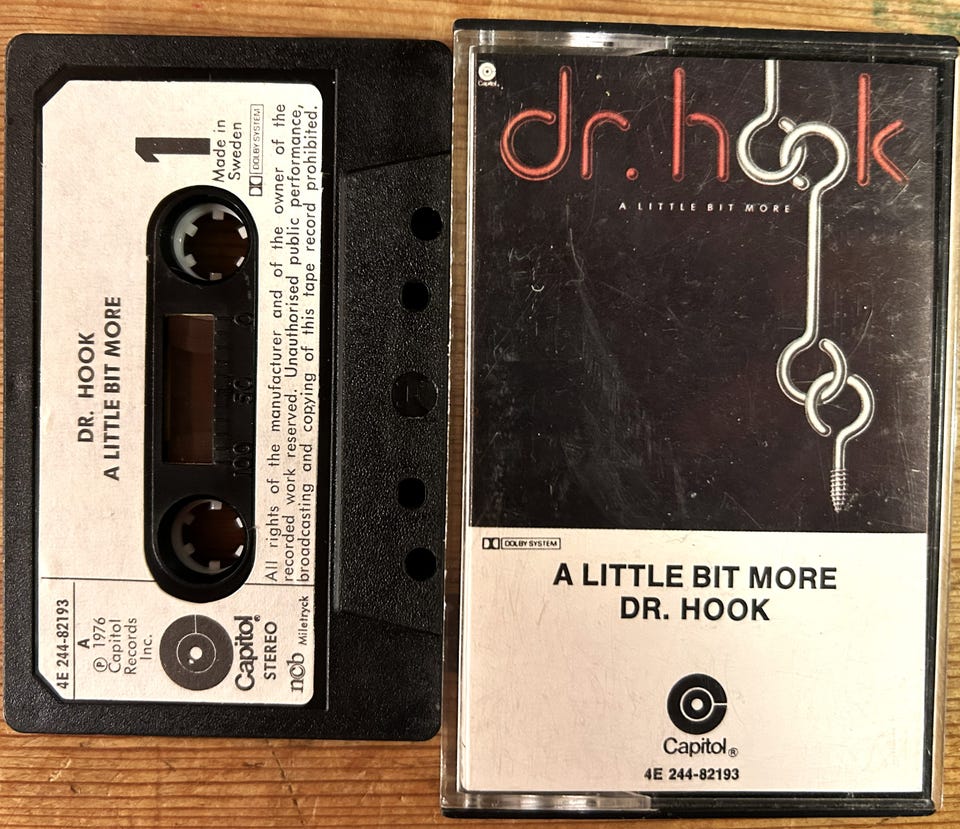 1
Made in
Sweden
DOLBY SYSTEM
DR. HOOK
A LITTLE BIT MORE
0
50
100
All rights of the manufacturer and of the owner of the
recorded work reserved. Unauthorised public performance,
broadcasting and copying of this tape record prohibited.
4E 244-82193
A
℗ 1976
Capitol
Records
Inc.
Capitol®
STEREO
ncb
Miletryck
Capitol®
dr. hook
A LITTLE BIT MORE
DOLBY SYSTEM
A LITTLE BIT MORE
DR. HOOK
Capitol®
4E 244-82193